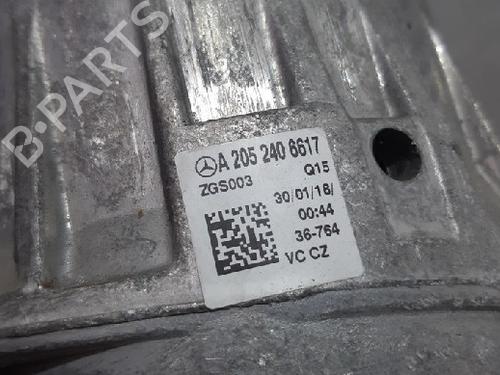 B-PARTS
A 205 240 6617
ZGS003 Q15
30/01/18/
00:44
36-764
VC CZ